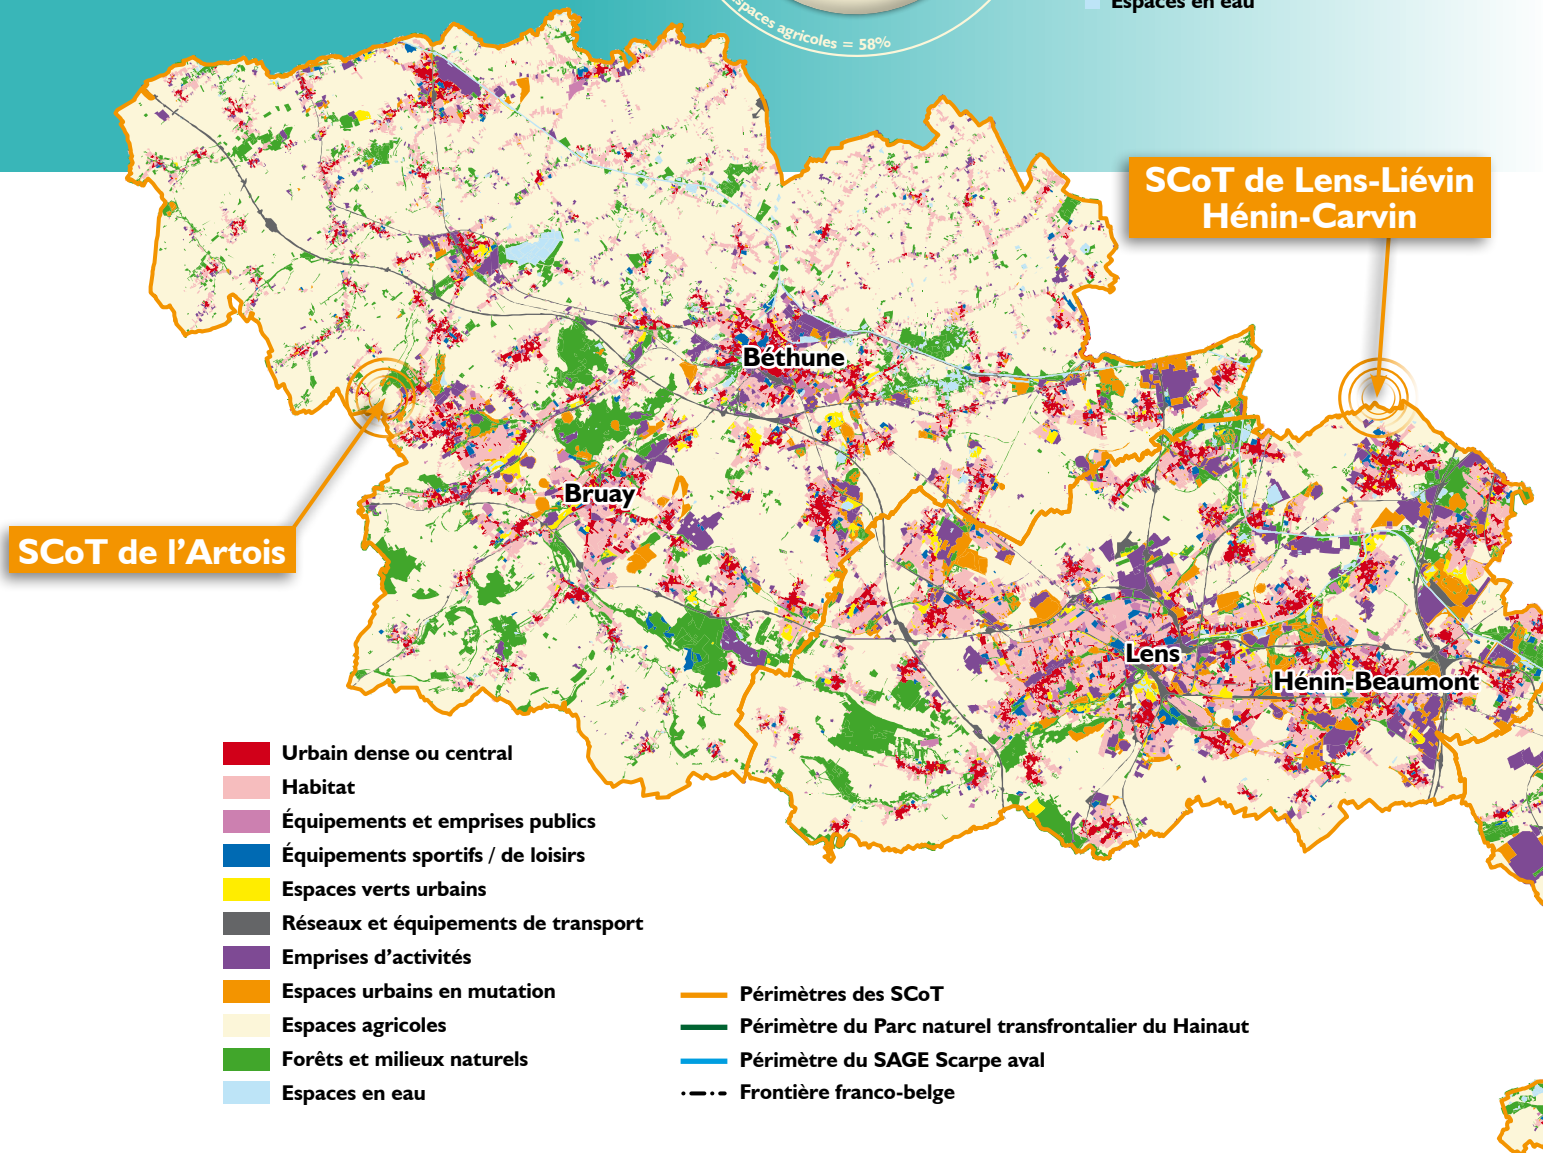 Espaces en eau
Espaces agricoles = 58%
SCoT de Lens-Liévin
Hénin-Carvin
Béthune
Bruay
SCoT de l’Artois
Lens
Hénin-Beaumont
Urbain dense ou central
Habitat
Équipements et emprises publics
Équipements sportifs / de loisirs
Espaces verts urbains
Réseaux et équipements de transport
Emprises d’activités
Espaces urbains en mutation
Espaces agricoles
Forêts et milieux naturels
Espaces en eau
Périmètres des SCoT
Périmètre du Parc naturel transfrontalier du Hainaut
Périmètre du SAGE Scarpe aval
Frontière franco-belge